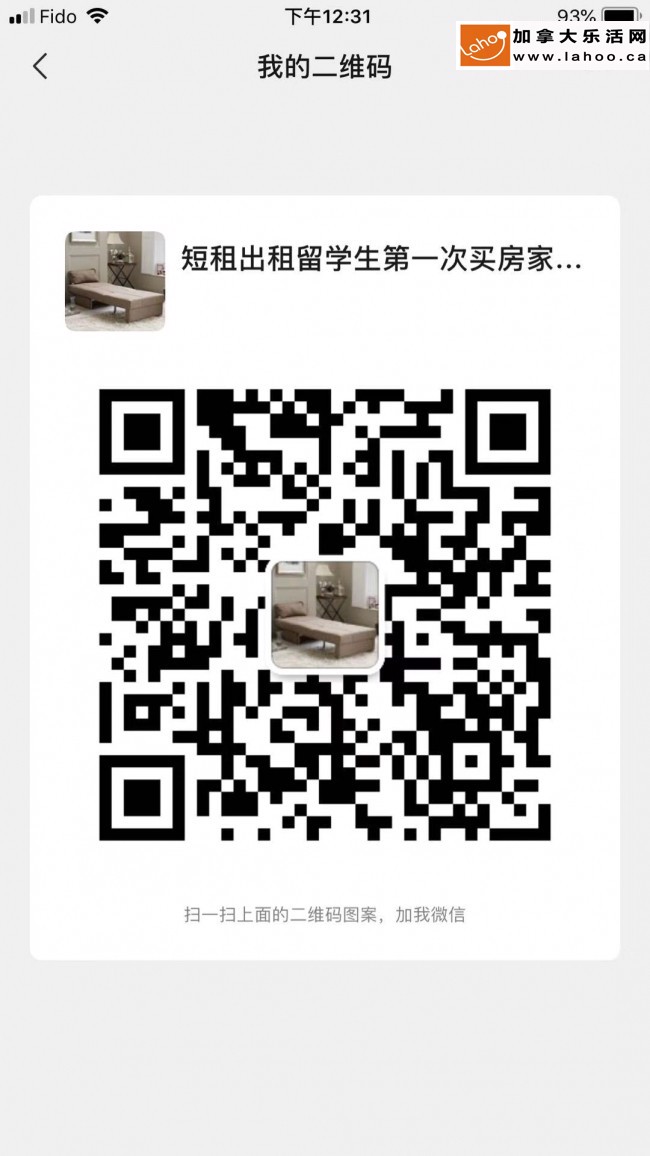 Fido
下午12:31
93%
Lahoo
加拿大乐活网
www.lahoo.ca
我的二维码
短租出租留学生第一次买房家...
扫一扫上面的二维码图案，加我微信